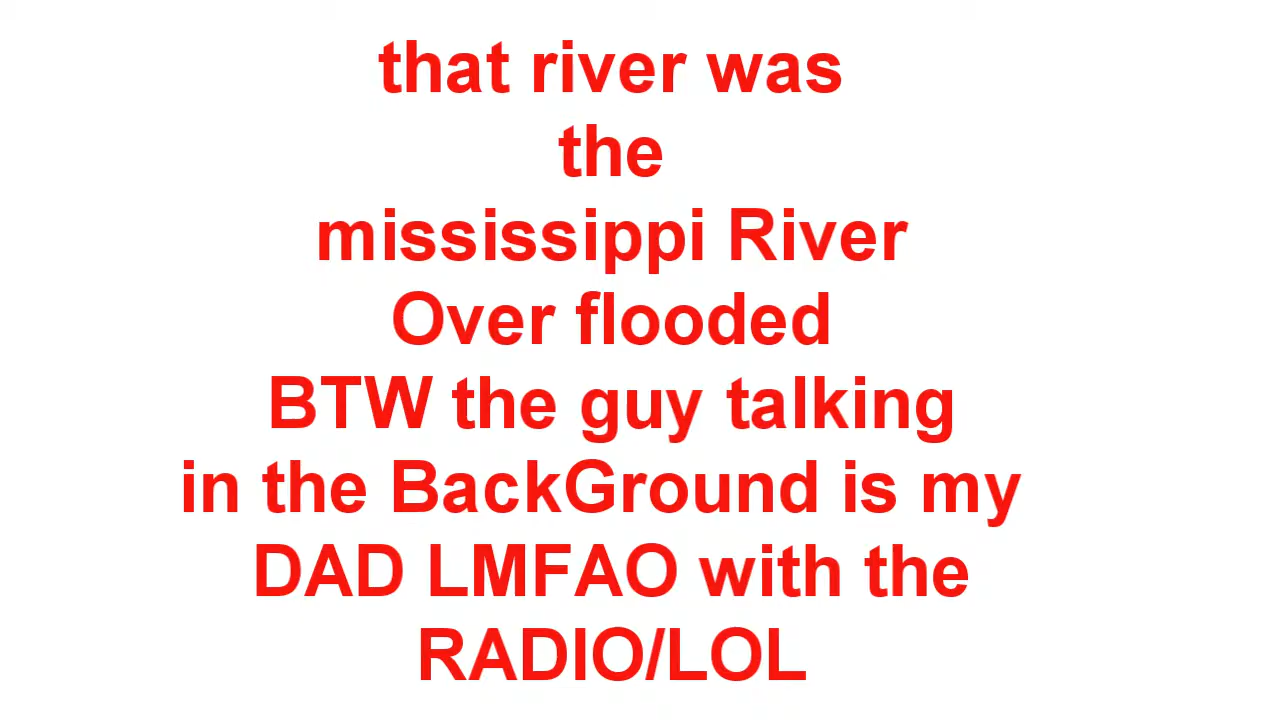 that river was
the
mississippi River
Over flooded
BTW the guy talking
in the BackGround is my
DAD LMFAO with the
RADIO/LOL